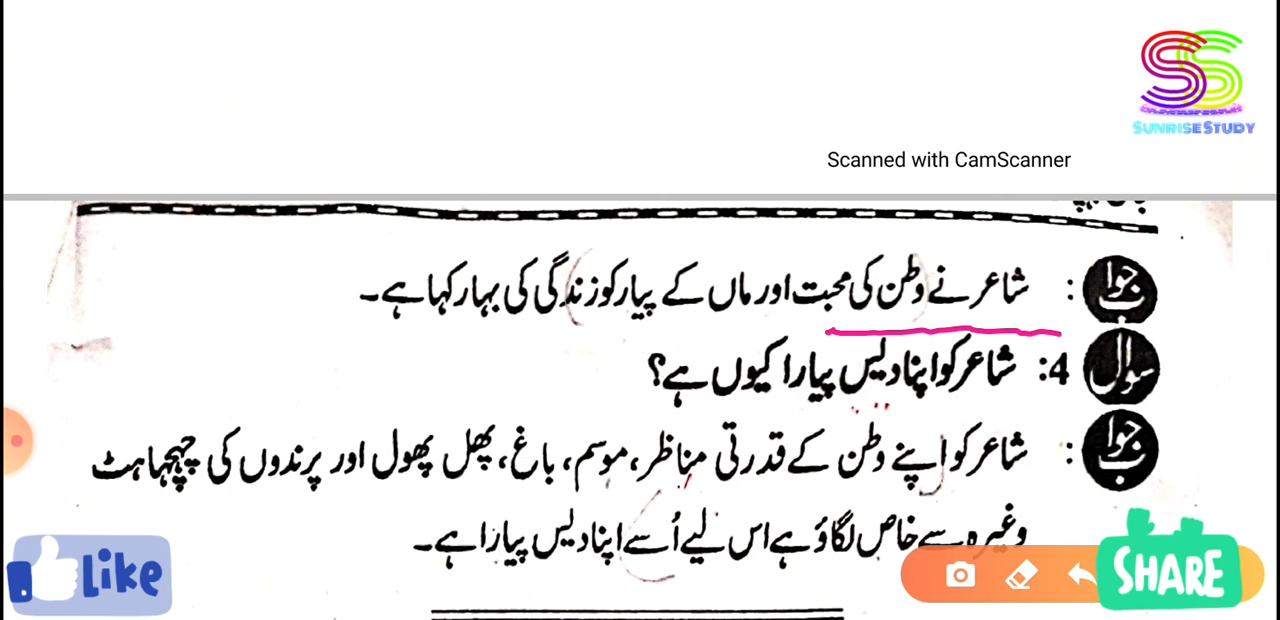 SS
SUNRISE STUDY
Scanned with CamScanner
جواب : شاعر نے وطن کی محبت اور ماں کے پیار کو زندگی کی بہار کہا ہے۔
سوال 4: شاعر کو اپنا دیس پیارا کیوں ہے؟
جواب : شاعر کو اپنے وطن کے قدرتی مناظر، موسم، باغ، پھل پھول اور پرندوں کی چہچہاہٹ
وغیرہ سے خاص لگاؤ ہے اس لیے اُسے اپنا دیس پیارا ہے۔
Like
SHARE